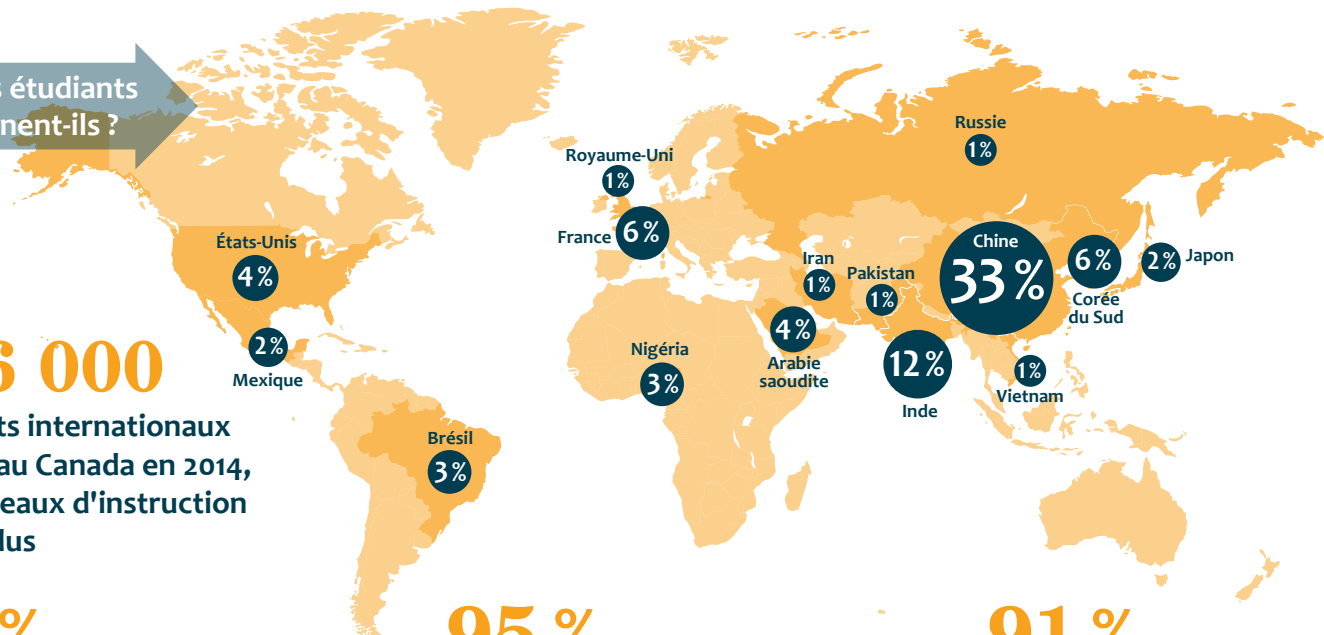 s étudiants
nent-ils ?
Russie
1 %
Royaume-Uni
1 %
France 6 %
États-Unis
4 %
Chine
33 %
6 %
Corée
du Sud
2 % Japon
Iran
1 %
Pakistan
1 %
4 %
Arabie
saoudite
12 %
Inde
1 %
Vietnam
2 %
Mexique
Nigéria
3 %
Brésil
3 %
6 000
ts internationaux
au Canada en 2014,
eaux d'instruction
lus
%
95 %
91 %